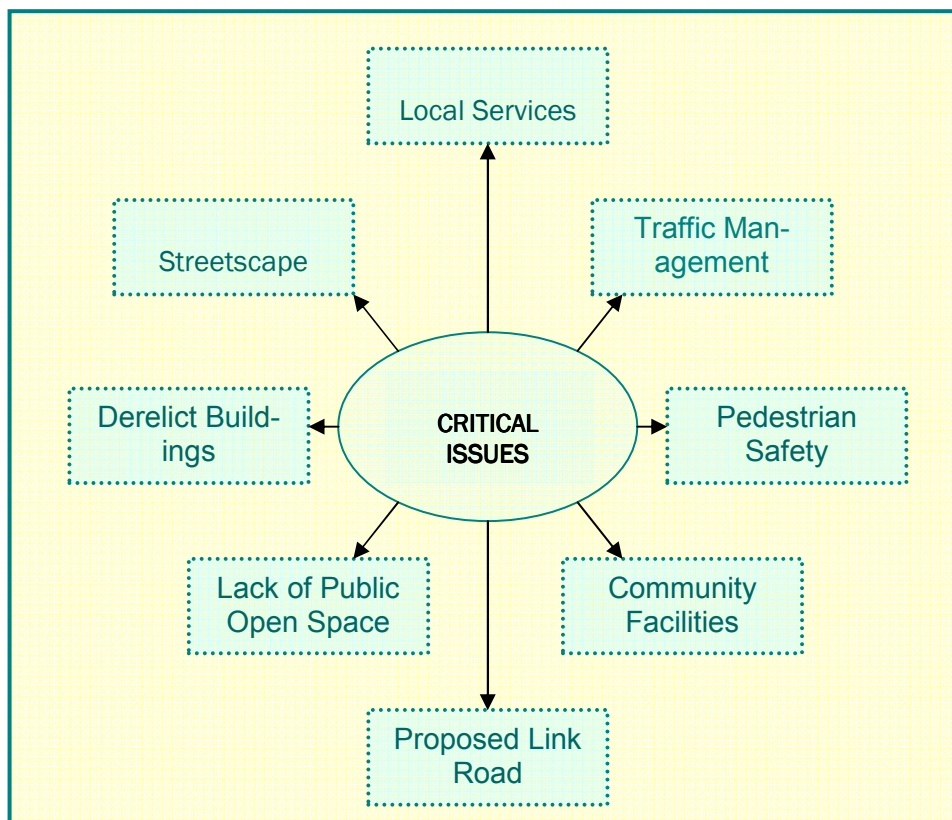 Local Services
Streetscape
Traffic Man-
agement
Derelict Build-
ings
CRITICAL
ISSUES
Pedestrian
Safety
Lack of Public
Open Space
Community
Facilities
Proposed Link
Road